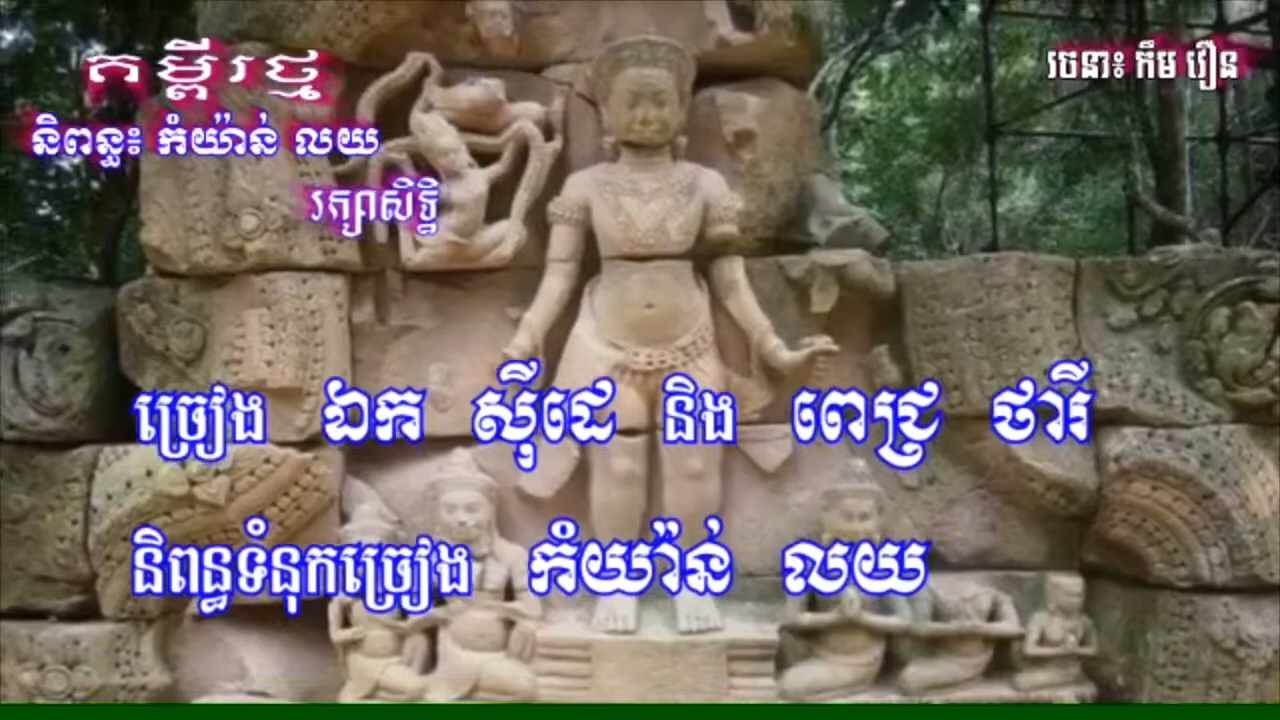 គម្ពីរថ្ម
រចនា៖ កឹម វឿន
និពន្ធ៖ កំយ៉ាន់ លយ
រក្សាសិទ្ធិ
ច្រៀង ឯក ស៊ីដេ និង ពេជ្រ ថារី
និពន្ធទំនុកច្រៀង កំយ៉ាន់ លយ